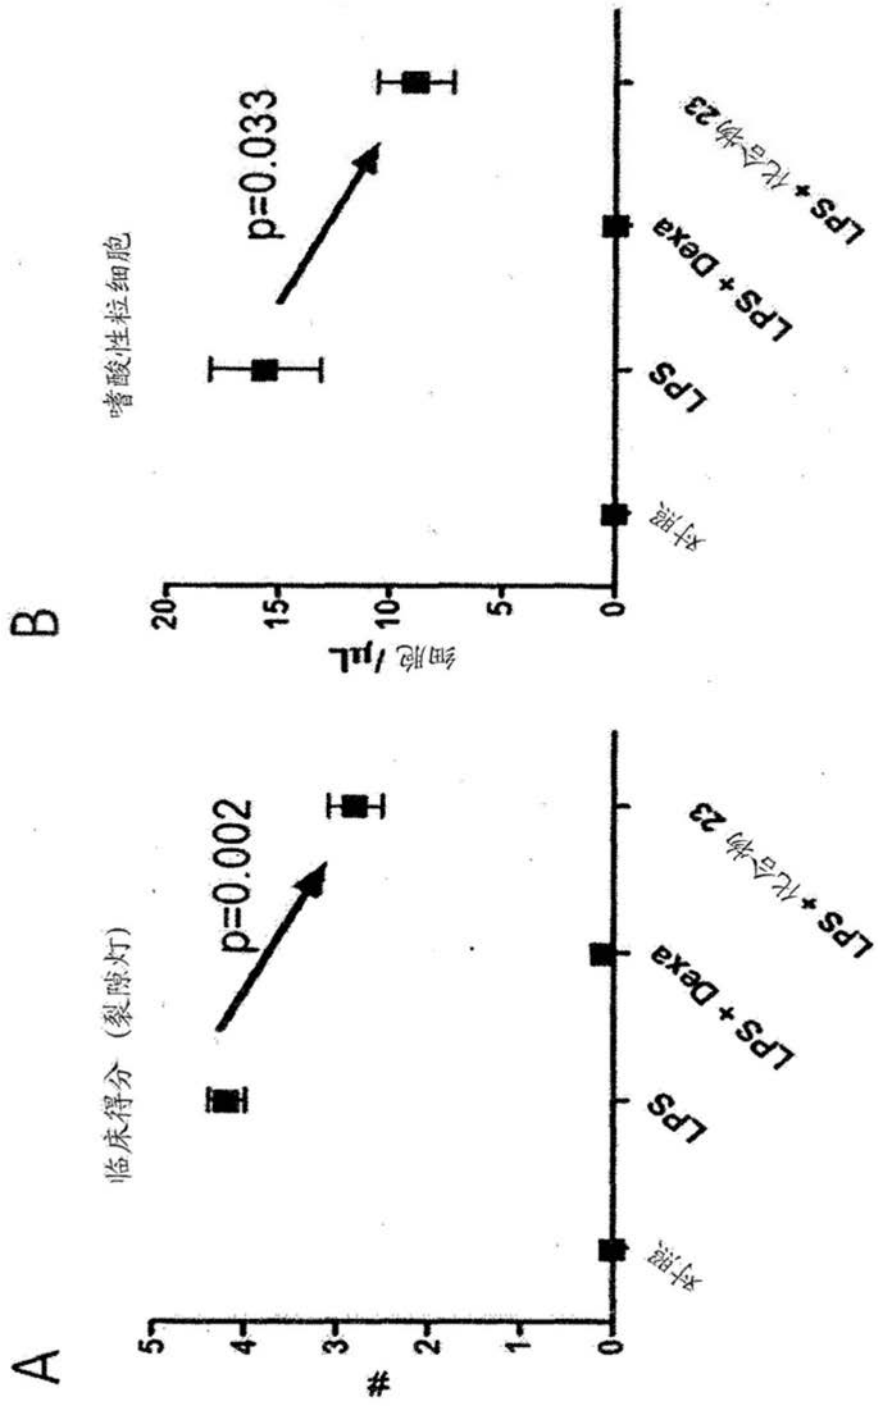 A
临床得分 (裂隙灯)
5
4
3
2
1
0
#
p=0.002
对照
LPS
LPS + Dexa
LPS + 化合物 23
B
嗜酸性粒细胞
20
15
10
5
0
细胞 /µL
p=0.033
对照
LPS
LPS + Dexa
LPS + 化合物 23